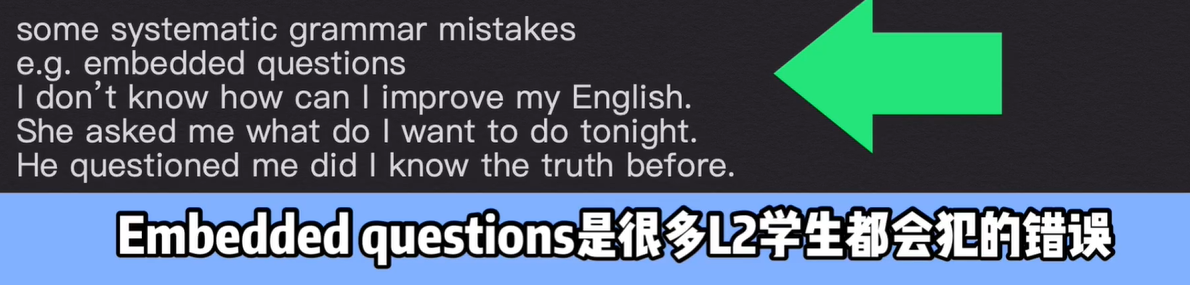 some systematic grammar mistakes
e.g. embedded questions
I don't know how can I improve my English.
She asked me what do I want to do tonight.
He questioned me did I know the truth before.
Embedded questions是很多L2学生都会犯的错误